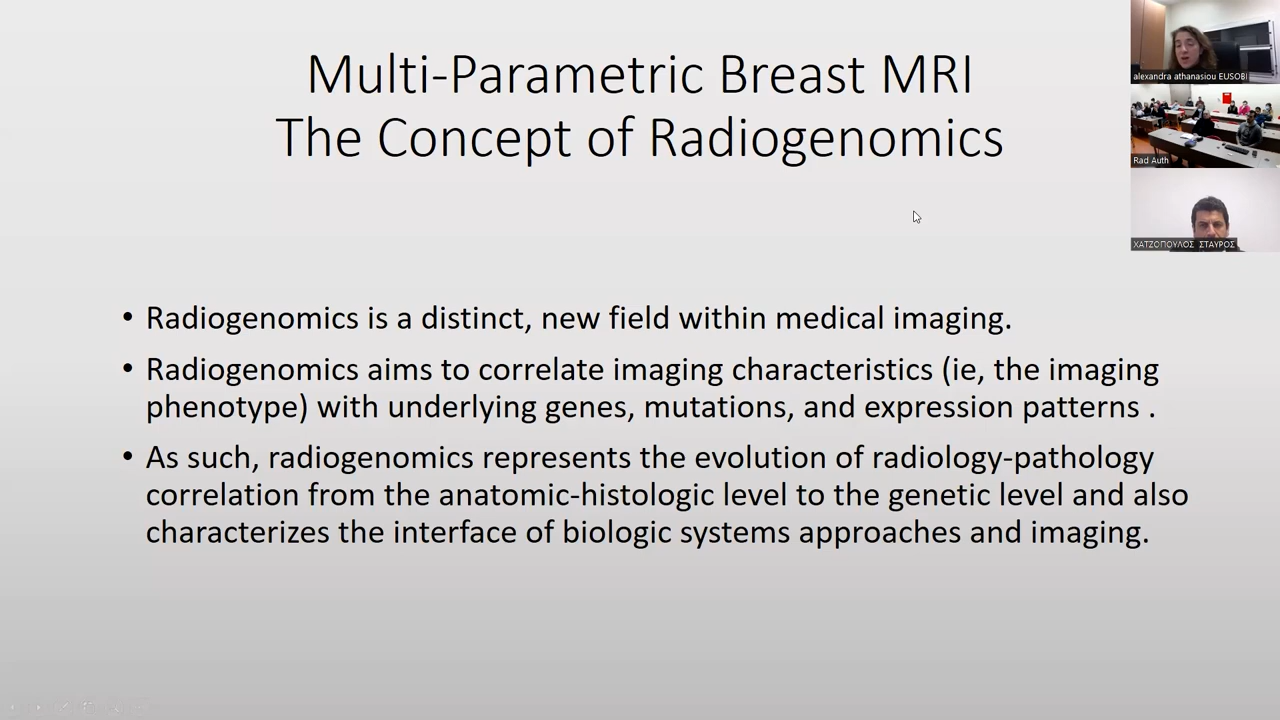 Multi-Parametric Breast MRI
The Concept of Radiogenomics
alexandra athanasiou EUSOBI
Rad Auth
ΧΑΤΖΟΠΟΥΛΟΣ ΣΤΑΥΡΟΣ
• Radiogenomics is a distinct, new field within medical imaging.
• Radiogenomics aims to correlate imaging characteristics (ie, the imaging
phenotype) with underlying genes, mutations, and expression patterns .
• As such, radiogenomics represents the evolution of radiology-pathology
correlation from the anatomic-histologic level to the genetic level and also
characterizes the interface of biologic systems approaches and imaging.